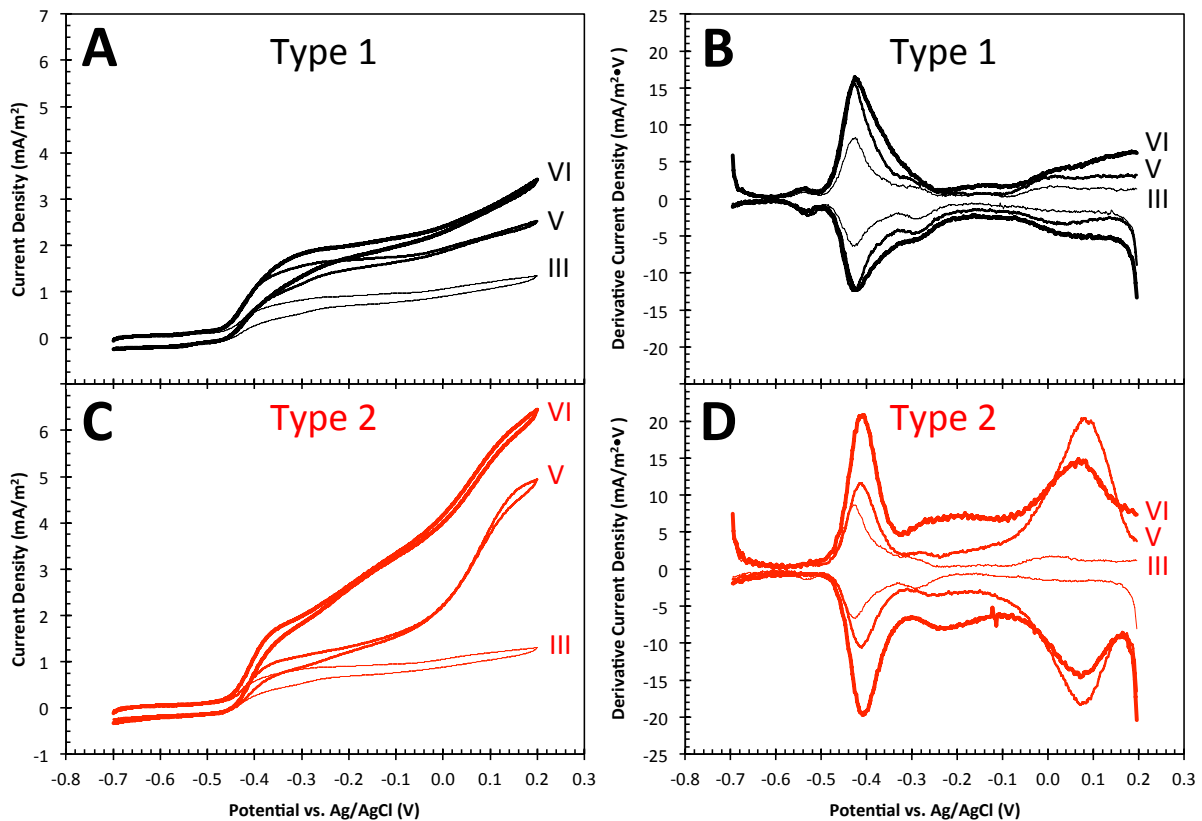 A
Type 1
7
6
5
4
3
2
1
0
Current Density (mA/m²)
VI
V
III
B
Type 1
25
20
15
10
5
0
-5
-10
-15
-20
Derivative Current Density (mA/m²•V)
VI
V
III
C
Type 2
6
5
4
3
2
1
0
-1
Current Density (mA/m²)
VI
V
III
-0.8 -0.7 -0.6 -0.5 -0.4 -0.3 -0.2 -0.1 0.0 0.1 0.2 0.3
Potential vs. Ag/AgCl (V)
D
Type 2
20
15
10
5
0
-5
-10
-15
-20
-25
Derivative Current Density (mA/m²•V)
VI
V
III
-0.8 -0.7 -0.6 -0.5 -0.4 -0.3 -0.2 -0.1 0.0 0.1 0.2 0.3
Potential vs. Ag/AgCl (V)